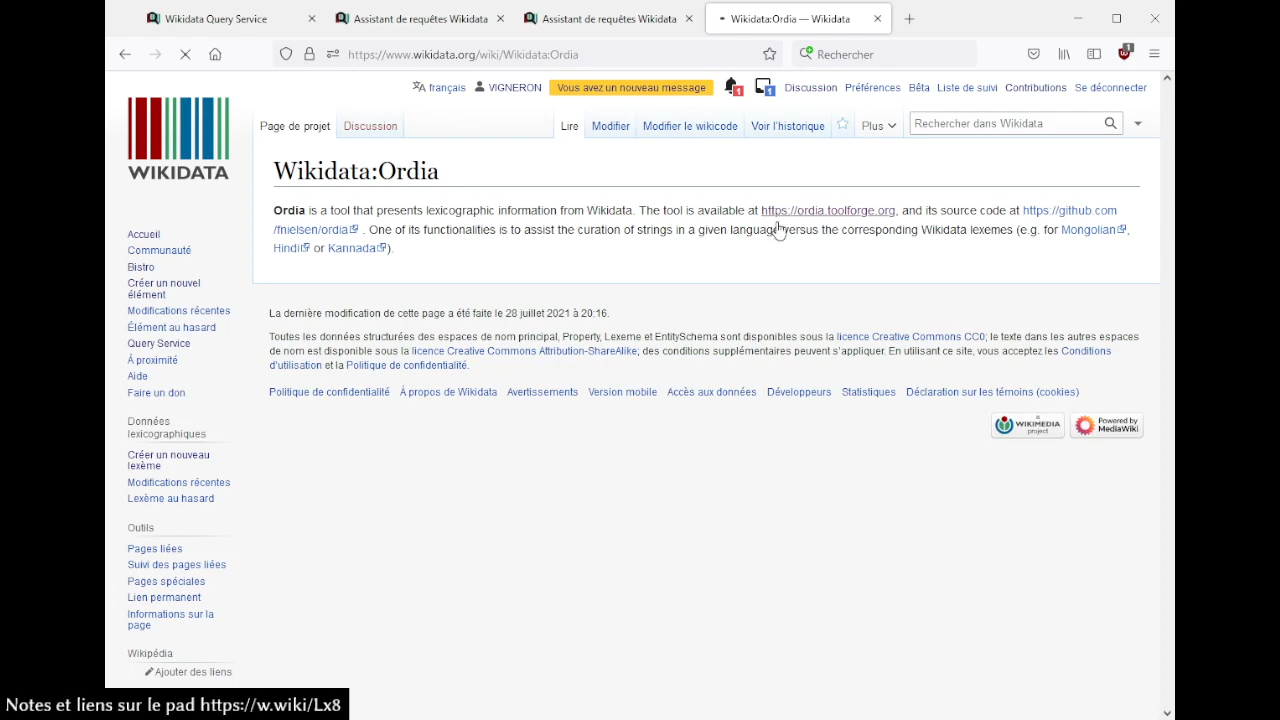 Wikidata Query Service
Assistant de requêtes Wikidata
Assistant de requêtes Wikidata
Wikidata:Ordia — Wikidata
https://www.wikidata.org/wiki/Wikidata:Ordia
Rechercher
1
français
VIGNERON
Vous avez un nouveau message
1
1
Discussion
Préférences
Bêta
Liste de suivi
Contributions
Se déconnecter
Page de projet
Discussion
Lire
Modifier
Modifier le wikicode
Voir l'historique
Plus
Rechercher dans Wikidata
WIKIDATA
Wikidata:Ordia
Ordia is a tool that presents lexicographic information from Wikidata. The tool is available at https://ordia.toolforge.org, and its source code at https://github.com
/fnielsen/ordia . One of its functionalities is to assist the curation of strings in a given language versus the corresponding Wikidata lexemes (e.g. for Mongolian,
Hindi or Kannada).
La dernière modification de cette page a été faite le 28 juillet 2021 à 20:16.
Toutes les données structurées des espaces de nom principal, Property, Lexeme et EntitySchema sont disponibles sous la licence Creative Commons CC0; le texte dans les autres espaces
de nom est disponible sous la licence Creative Commons Attribution-ShareAlike; des conditions supplémentaires peuvent s'appliquer. En utilisant ce site, vous acceptez les Conditions
d'utilisation et la Politique de confidentialité.
Politique de confidentialité
À propos de Wikidata
Avertissements
Version mobile
Accès aux données
Développeurs
Statistiques
Déclaration sur les témoins (cookies)
a
WIKIMEDIA
project
Powered by
MediaWiki
Accueil
Communauté
Bistro
Créer un nouvel
élément
Modifications récentes
Élément au hasard
Query Service
À proximité
Aide
Faire un don
Données
lexicographiques
Créer un nouveau
lexème
Modifications récentes
Lexème au hasard
Outils
Pages liées
Suivi des pages liées
Pages spéciales
Lien permanent
Informations sur la
page
Wikipédia
Ajouter des liens
Notes et liens sur le pad https://w.wiki/Lx8